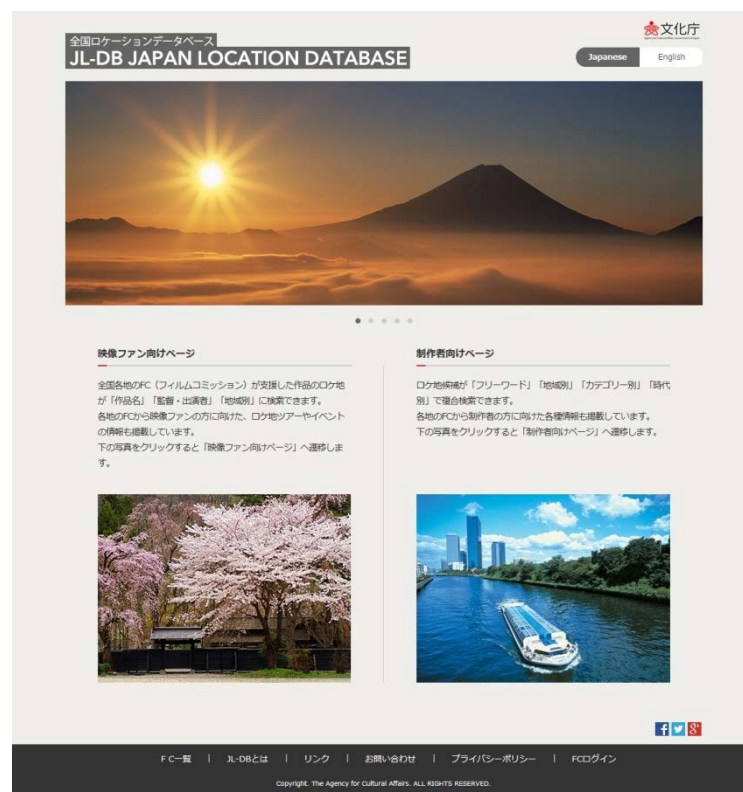 文化庁
全国ロケーションデータベース
JL-DB JAPAN LOCATION DATABASE
Japanese
English
映像ファン向けページ
全国各地のFC（フィルムコミッション）が支援した作品のロケ地
が「作品名」「監督・出演者」「地域別」に検索できます。
各地のFCから映像ファンの方に向けた、ロケ地ツアーやイベント
の情報も掲載しています。
下の写真をクリックすると「映像ファン向けページ」へ遷移しま
す。
制作者向けページ
ロケ地候補が「フリーワード」「地域別」「カテゴリー別」「時代
別」で複合検索できます。
各地のFCから制作者の方に向けた各種情報も掲載しています。
下の写真をクリックすると「制作者向けページ」へ遷移します。
FC一覧 | JL-DBとは | リンク | お問い合わせ | プライバシーポリシー | FCログイン
Copyright. The Agency for Cultural Affairs. ALL RIGHTS RESERVED.